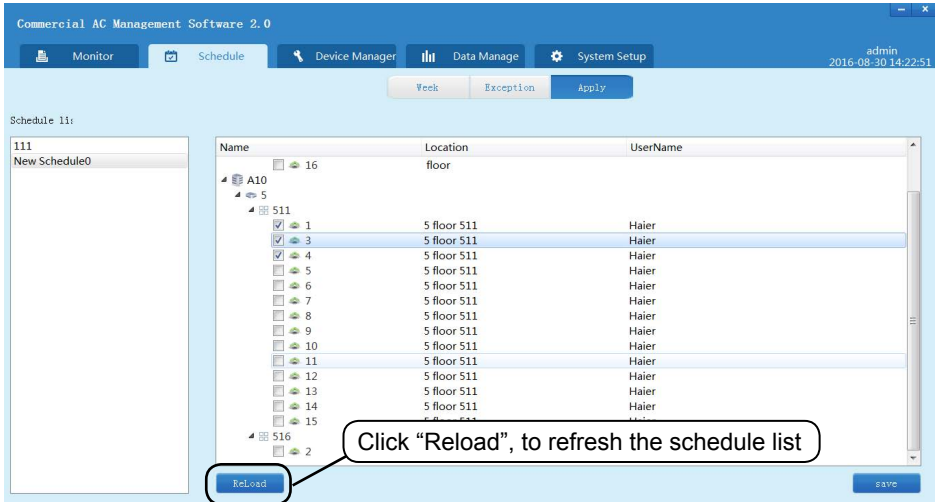 Commercial AC Management Software 2.0
Monitor Schedule Device Manager Data Manage System Setup
admin
2016-08-30 14:22:51
Week Exception Apply
Schedule li:
111
New Schedule0
Name Location UserName
16 floor
A10
5
511
1 5 floor 511 Haier
3 5 floor 511 Haier
4 5 floor 511 Haier
5 5 floor 511 Haier
6 5 floor 511 Haier
7 5 floor 511 Haier
8 5 floor 511 Haier
9 5 floor 511 Haier
10 5 floor 511 Haier
11 5 floor 511 Haier
12 5 floor 511 Haier
13 5 floor 511 Haier
14 5 floor 511 Haier
15
516
2
Click “Reload”, to refresh the schedule list
ReLoad save